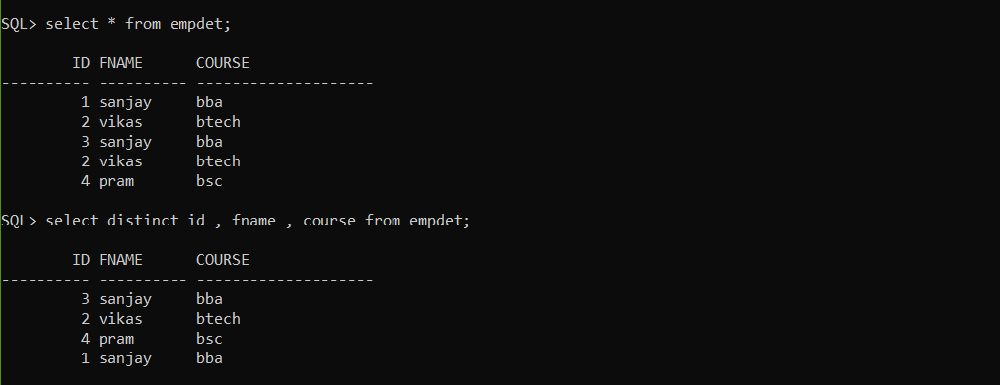 SQL> select * from empdet;
        ID FNAME      COURSE
---------- ---------- --------------------
         1 sanjay     bba
         2 vikas      btech
         3 sanjay     bba
         2 vikas      btech
         4 pram       bsc
SQL> select distinct id , fname , course from empdet;
        ID FNAME      COURSE
---------- ---------- --------------------
         3 sanjay     bba
         2 vikas      btech
         4 pram       bsc
         1 sanjay     bba